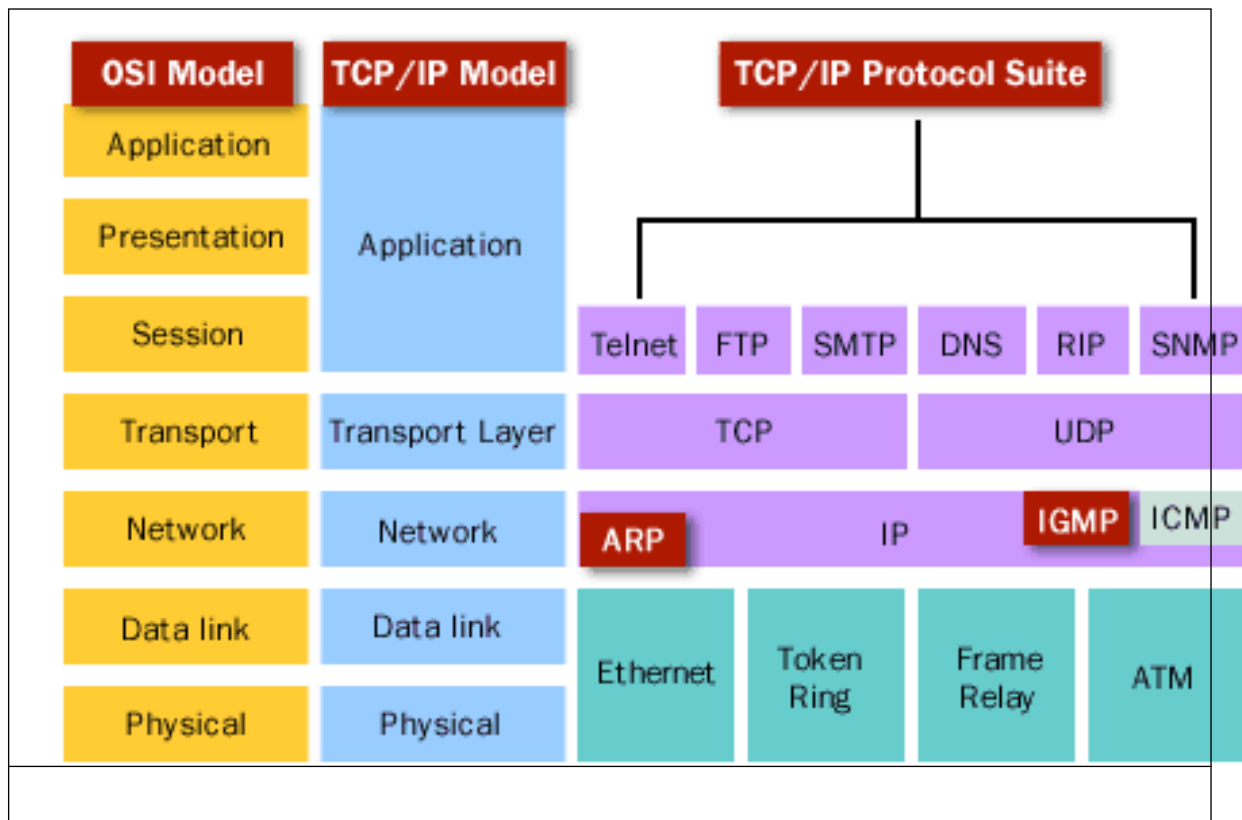 OSI Model TCP/IP Model TCP/IP Protocol Suite
Application
Presentation
Application
Session
Telnet FTP SMTP DNS RIP SNMP
Transport Transport Layer TCP UDP
Network Network ARP IP IGMP ICMP
Data link Data link
Ethernet Token Ring Frame Relay ATM
Physical Physical